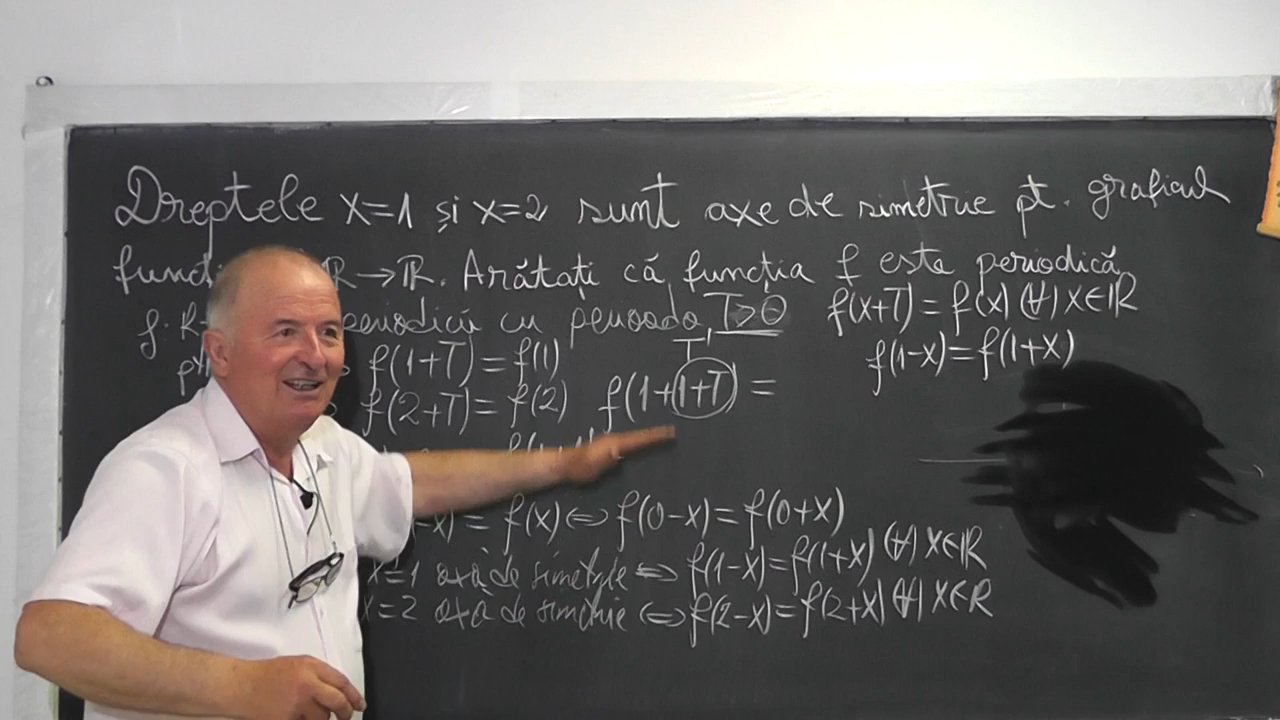 Dreptele x=1 și x=2 sunt axe de simetrie pt. graficul
funcți ℝ→ℝ. Arătați că funcția f este periodică
f: ℝ→ periodică cu perioada T>0 f(x+T)=f(x) (∀) x∈ℝ
pt f(1+T)=f(1) T f(1-x)=f(1+x)
f(2+T)=f(2) f(1+(1+T))=
-x)=f(x)⇔f(0-x)=f(0+x)
x=1 axă de simetrie ⇔ f(1-x)=f(1+x) (∀) x∈ℝ
x=2 axă de simetrie ⇔ f(2-x)=f(2+x) (∀) x∈ℝ